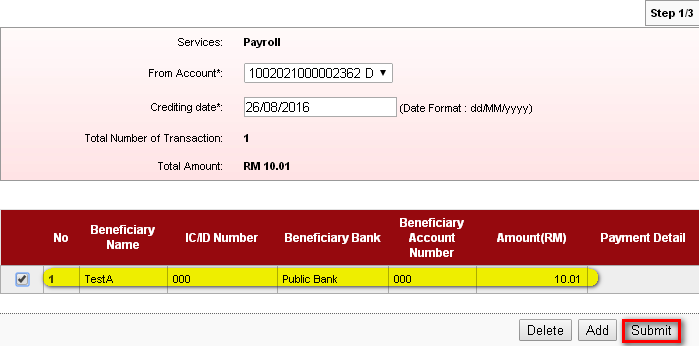 Step 1/3
Services: Payroll
From Account*: 1002021000002362 D
Crediting date*: 26/08/2016 (Date Format : dd/MM/yyyy)
Total Number of Transaction: 1
Total Amount: RM 10.01
No Beneficiary Name IC/ID Number Beneficiary Bank Beneficiary Account Number Amount(RM) Payment Detail
1 TestA 000 Public Bank 000 10.01
Delete Add Submit